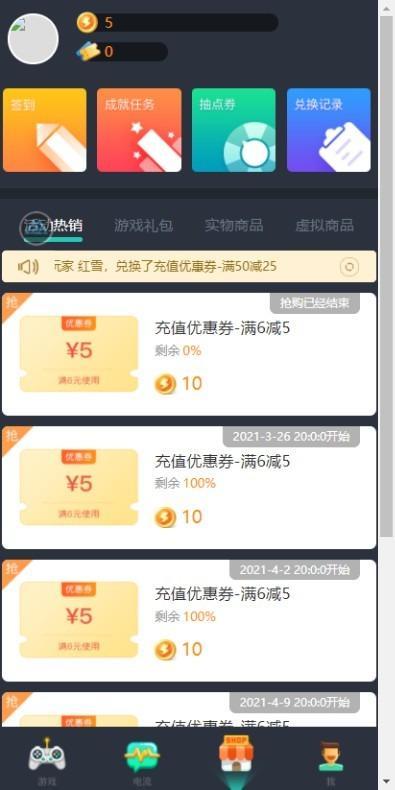 5
0
签到
成就任务
抽点券
兑换记录
活动热销
游戏礼包
实物商品
虚拟商品
玩家 红雪，兑换了充值优惠券-满50减25
抢
抢购已经结束
优惠券
¥5
满6元使用
充值优惠券-满6减5
剩余 0%
10
抢
2021-3-26 20:0:0开始
优惠券
¥5
满6元使用
充值优惠券-满6减5
剩余 100%
10
抢
2021-4-2 20:0:0开始
优惠券
¥5
满6元使用
充值优惠券-满6减5
剩余 100%
10
抢
2021-4-9 20:0:0开始
优惠券
充值优惠券-满6减5
SHOP
游戏
电流
我